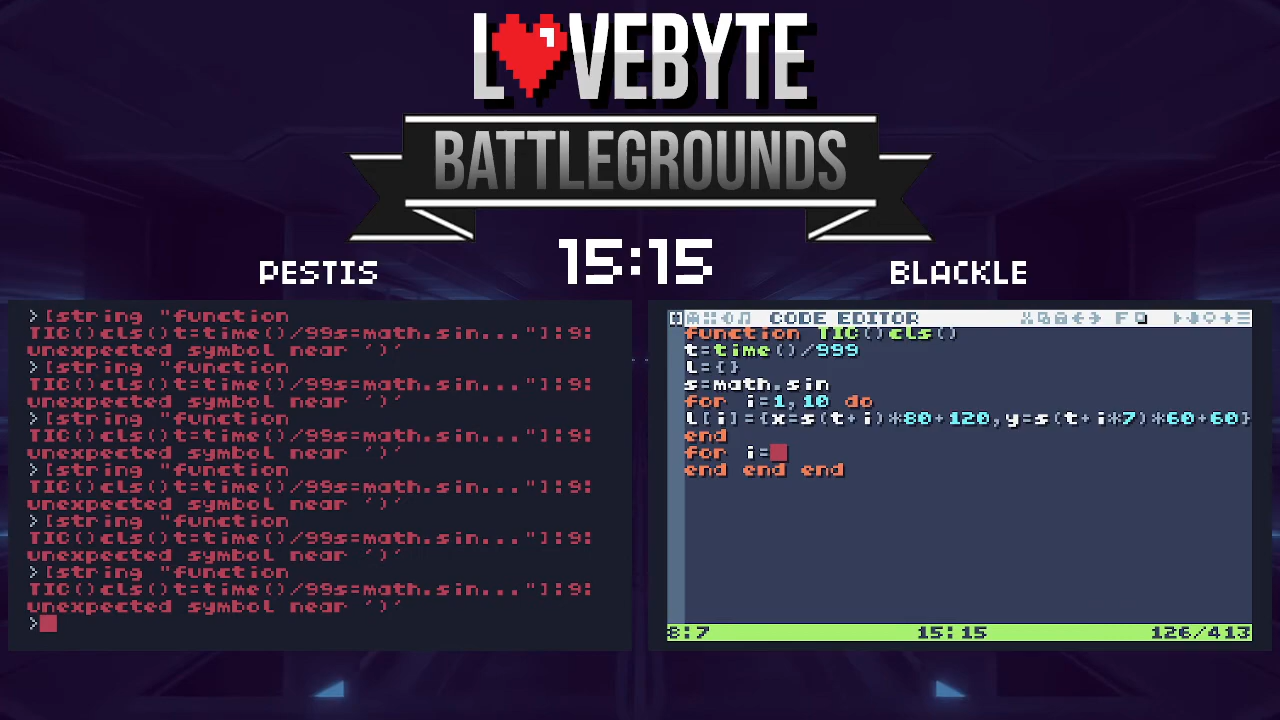 LOVEBYTE
BATTLEGROUNDS
PESTIS
15:15
BLACKLE
>[string "function
TIC()cls()t=time()/99s=math.sin..."]:9:
unexpected symbol near ')'
>[string "function
TIC()cls()t=time()/99s=math.sin..."]:9:
unexpected symbol near ')'
>[string "function
TIC()cls()t=time()/99s=math.sin..."]:9:
unexpected symbol near ')'
>[string "function
TIC()cls()t=time()/99s=math.sin..."]:9:
unexpected symbol near ')'
>[string "function
TIC()cls()t=time()/99s=math.sin..."]:9:
unexpected symbol near ')'
>[string "function
TIC()cls()t=time()/99s=math.sin..."]:9:
unexpected symbol near ')'
>
CODE EDITOR
function TIC()cls()
t=time()/999
l={}
s=math.sin
for i=1,10 do
l[i]={x=s(t+i)*80+120,y=s(t+i*7)*60+60}
end
for i=
end end end
8:7 15:15 126/413